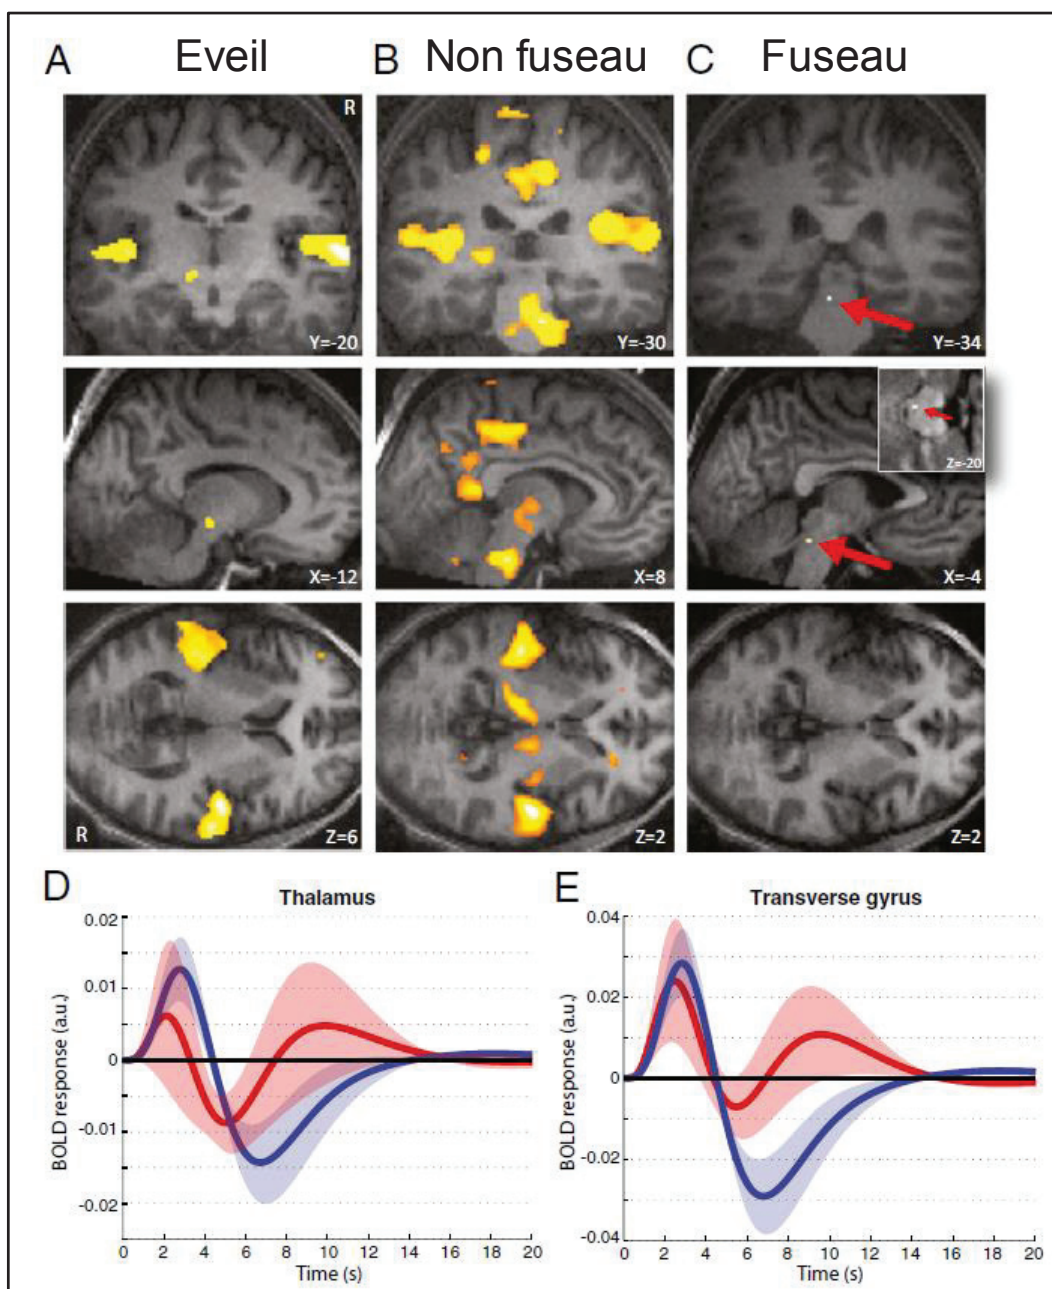 A Eveil B Non fuseau C Fuseau
R
Y=-20 Y=-30 Y=-34
Z=-20
X=-12 X=8 X=-4
R Z=6 Z=2 Z=2
D Thalamus
0.02
0.01
0
-0.01
-0.02
BOLD response (a.u.)
0 2 4 6 8 10 12 14 16 18 20
Time (s)
E Transverse gyrus
0.04
0.02
0
-0.02
-0.04
BOLD response (a.u.)
0 2 4 6 8 10 12 14 16 18 20
Time (s)